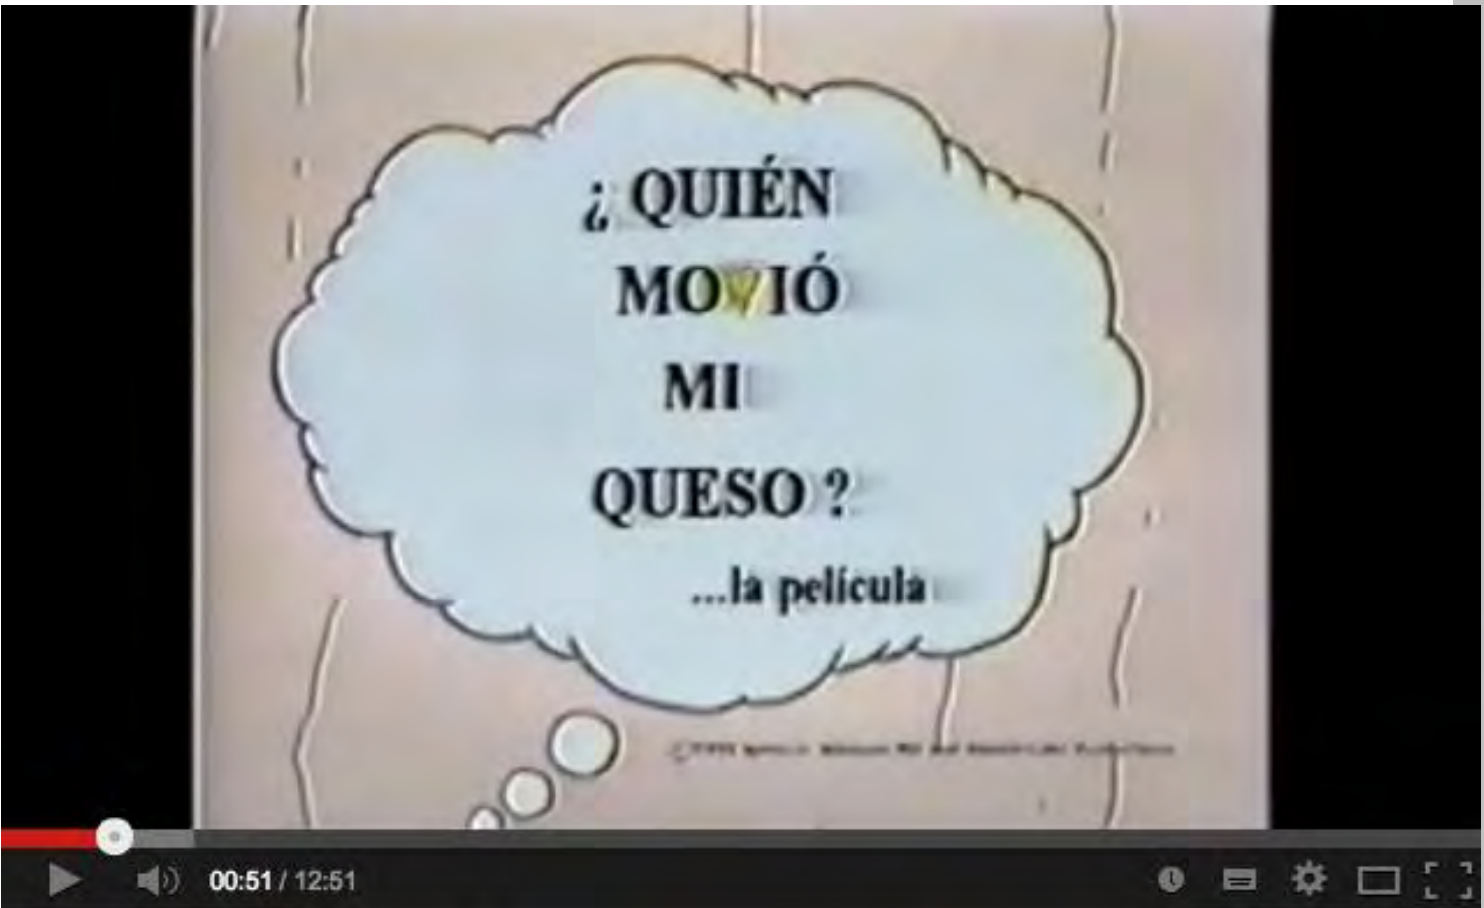 ¿ QUIÉN
MOVIÓ
MI
QUESO ?
...la película
00:51 / 12:51